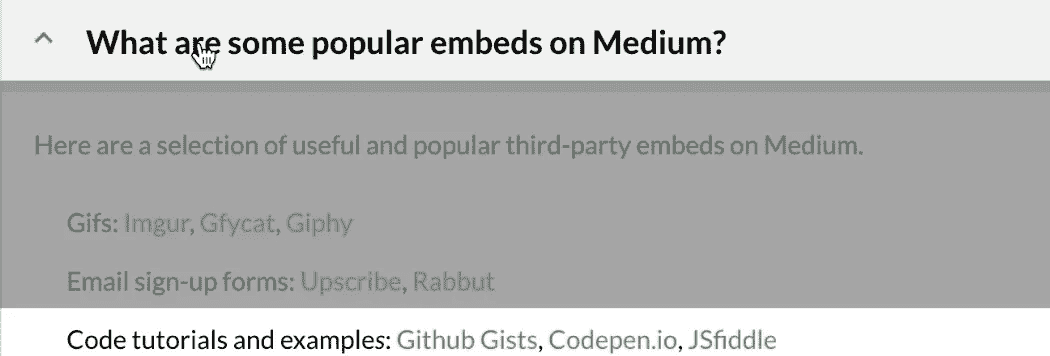 What are some popular embeds on Medium?
Here are a selection of useful and popular third-party embeds on Medium.
Gifs: Imgur, Gfycat, Giphy
Email sign-up forms: Upscribe, Rabbut
Code tutorials and examples: Github Gists, Codepen.io, JSfiddle